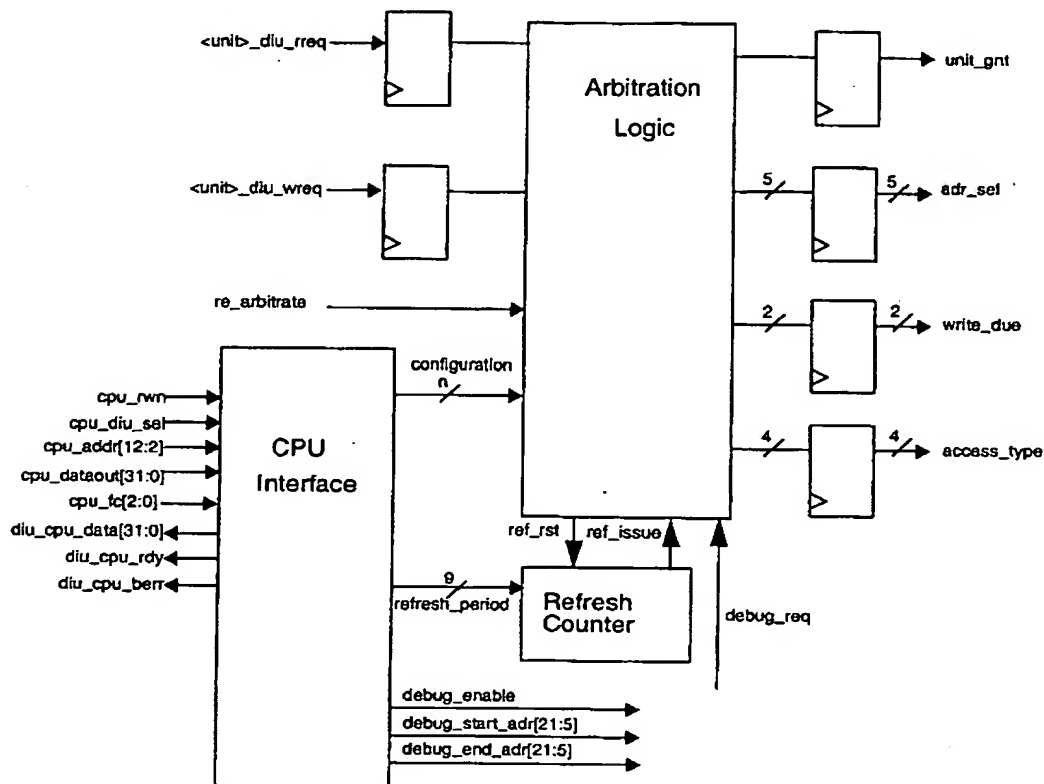 <unit>_diu_rreq
Arbitration
Logic
unit_gnt
<unit>_diu_wreq
5
5
adr_sel
re_arbitrate
2
2
write_due
configuration
n
cpu_rwn
cpu_diu_sel
cpu_addr[12:2]
cpu_dataout[31:0]
cpu_fc[2:0]
diu_cpu_data[31:0]
diu_cpu_rdy
diu_cpu_berr
CPU
Interface
4
4
access_type
ref_rst
ref_issue
9
refresh_period
Refresh
Counter
debug_req
debug_enable
debug_start_adr[21:5]
debug_end_adr[21:5]